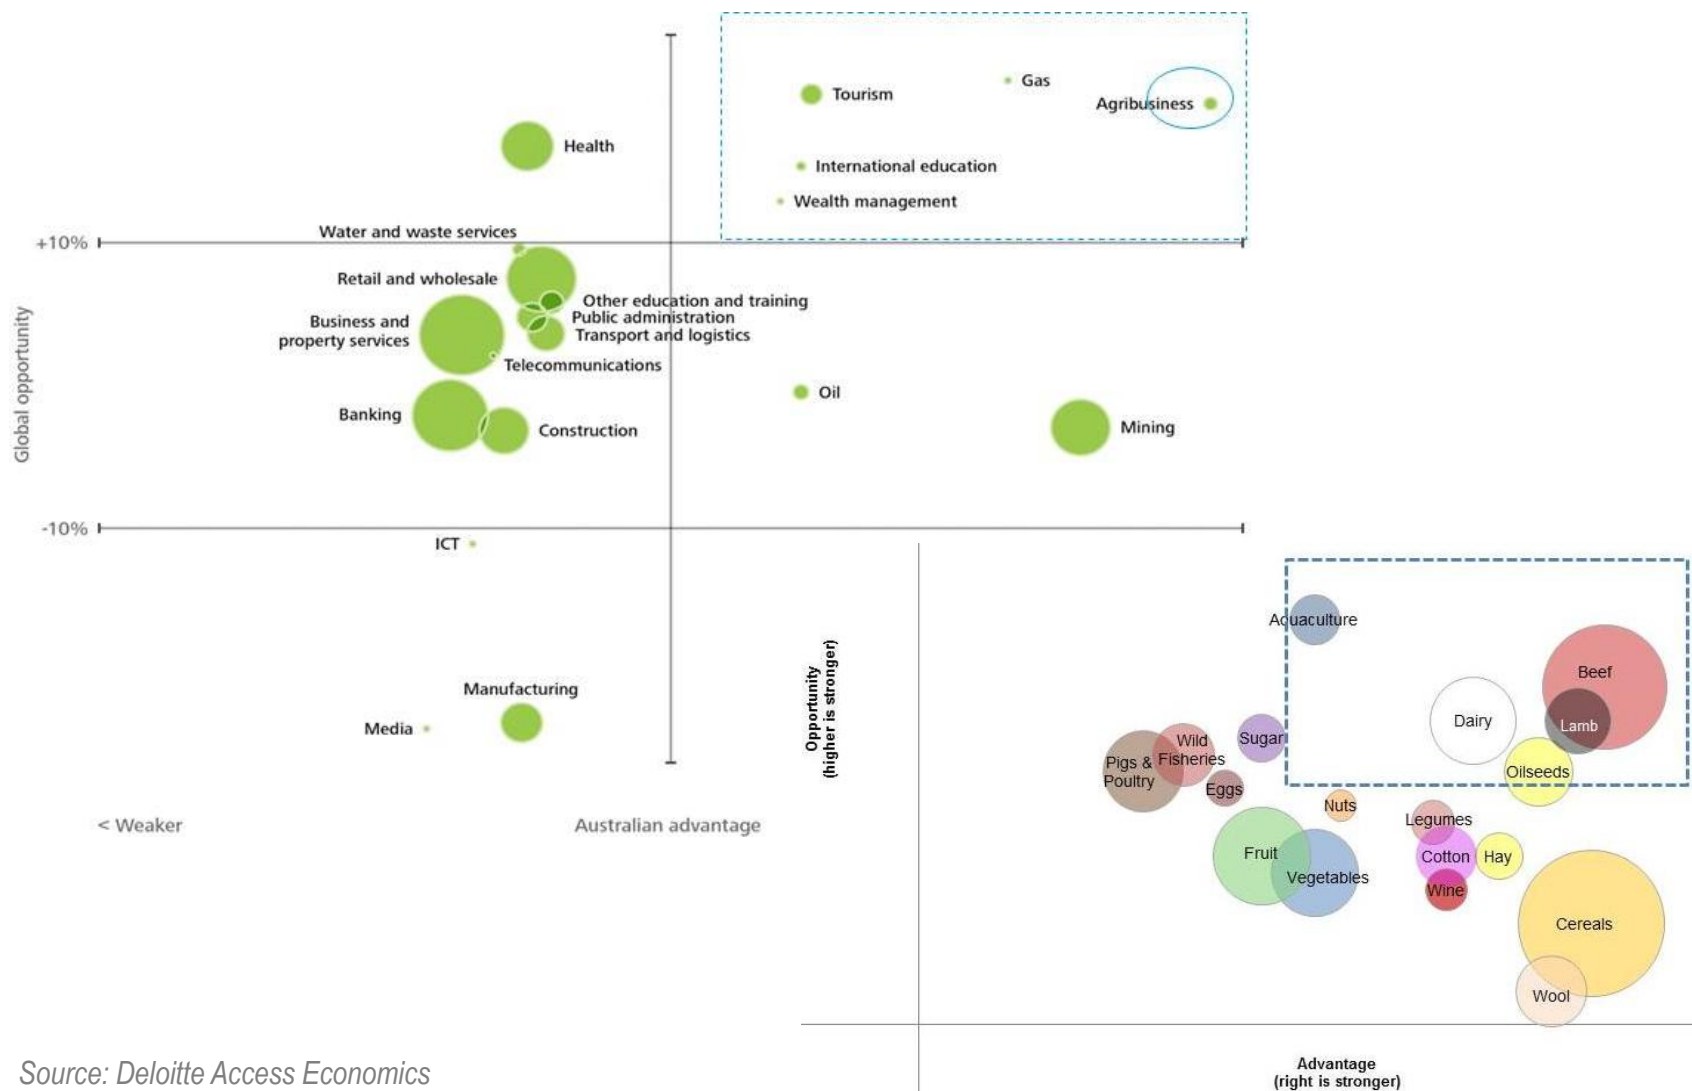 Gas
Tourism
Agribusiness
Health
International education
Wealth management
Water and waste services
+10%
Retail and wholesale
Other education and training
Business and
property services
Public administration
Transport and logistics
Telecommunications
Global opportunity
Oil
Banking
Construction
Mining
-10%
ICT
Manufacturing
Media
< Weaker
Australian advantage
Opportunity
(higher is stronger)
Aquaculture
Beef
Dairy
Lamb
Sugar
Wild
Fisheries
Pigs &
Poultry
Oilseeds
Eggs
Nuts
Legumes
Fruit
Cotton
Hay
Vegetables
Wine
Cereals
Wool
Advantage
(right is stronger)
Source: Deloitte Access Economics